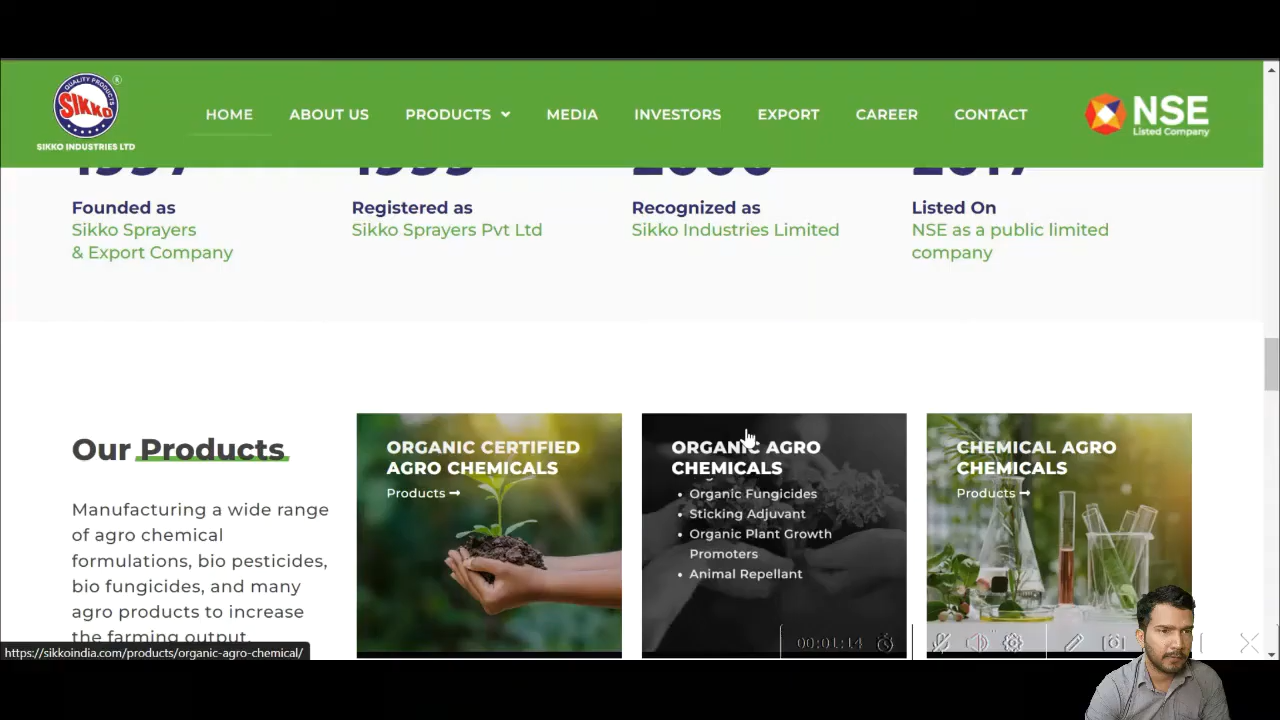 QUALITY PRODUCTS
®
SIKKO
SIKKO INDUSTRIES LTD
HOME
ABOUT US
PRODUCTS
MEDIA
INVESTORS
EXPORT
CAREER
CONTACT
NSE
Listed Company
1997
1999
2000
2017
Founded as
Sikko Sprayers
& Export Company
Registered as
Sikko Sprayers Pvt Ltd
Recognized as
Sikko Industries Limited
Listed On
NSE as a public limited
company
Our Products
Manufacturing a wide range
of agro chemical
formulations, bio pesticides,
bio fungicides, and many
agro products to increase
the farming output.
ORGANIC CERTIFIED
AGRO CHEMICALS
Products →
ORGANIC AGRO
CHEMICALS
• Organic Fungicides
• Sticking Adjuvant
• Organic Plant Growth
Promoters
• Animal Repellant
CHEMICAL AGRO
CHEMICALS
Products →
00:01:14
https://sikkoindia.com/products/organic-agro-chemical/